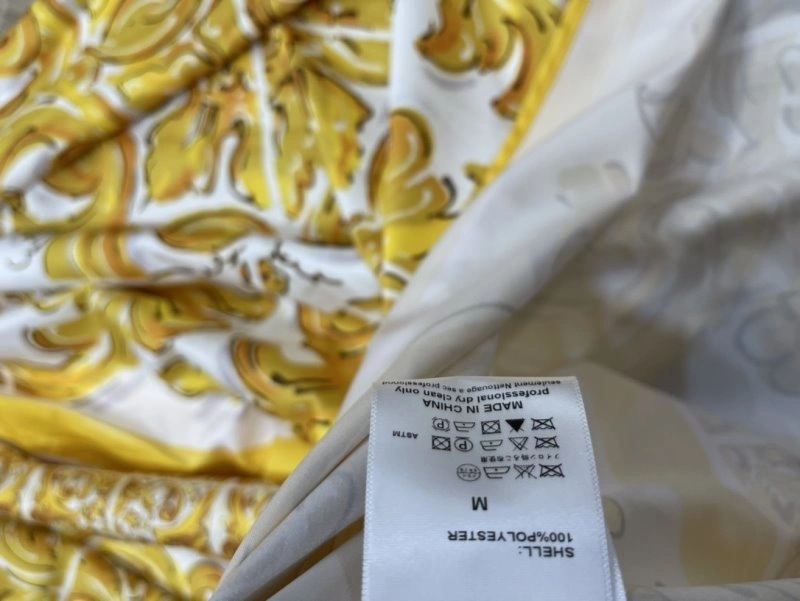 SHELL:
100%POLYESTER
M
ASTM
MADE IN CHINA
professional dry clean only
seulement Nettoyage a sec professionnel